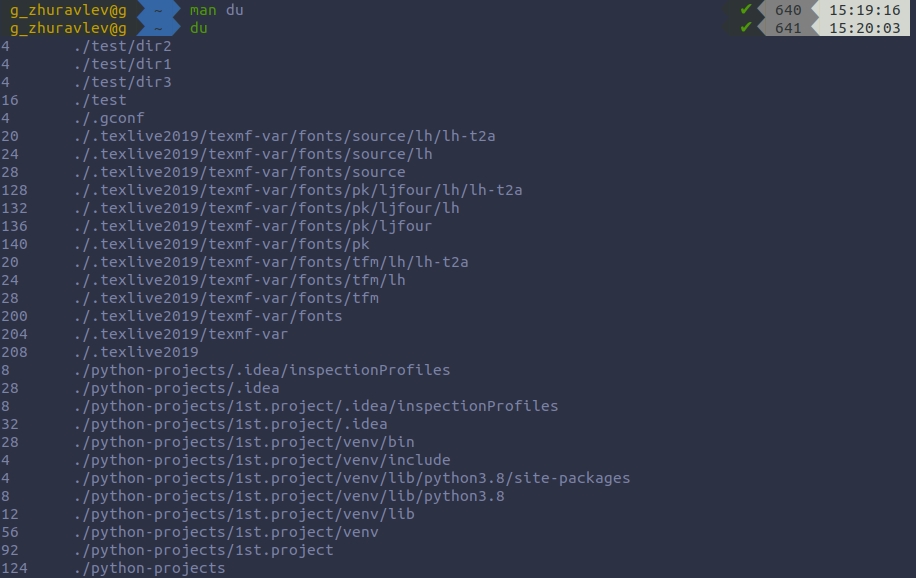 g_zhuravlev@g ~ man du ✔ 640 15:19:16
g_zhuravlev@g ~ du ✔ 641 15:20:03
4 ./test/dir2
4 ./test/dir1
4 ./test/dir3
16 ./test
4 ./.gconf
20 ./.texlive2019/texmf-var/fonts/source/lh/lh-t2a
24 ./.texlive2019/texmf-var/fonts/source/lh
28 ./.texlive2019/texmf-var/fonts/source
128 ./.texlive2019/texmf-var/fonts/pk/ljfour/lh/lh-t2a
132 ./.texlive2019/texmf-var/fonts/pk/ljfour/lh
136 ./.texlive2019/texmf-var/fonts/pk/ljfour
140 ./.texlive2019/texmf-var/fonts/pk
20 ./.texlive2019/texmf-var/fonts/tfm/lh/lh-t2a
24 ./.texlive2019/texmf-var/fonts/tfm/lh
28 ./.texlive2019/texmf-var/fonts/tfm
200 ./.texlive2019/texmf-var/fonts
204 ./.texlive2019/texmf-var
208 ./.texlive2019
8 ./python-projects/.idea/inspectionProfiles
28 ./python-projects/.idea
8 ./python-projects/1st.project/.idea/inspectionProfiles
32 ./python-projects/1st.project/.idea
28 ./python-projects/1st.project/venv/bin
4 ./python-projects/1st.project/venv/include
4 ./python-projects/1st.project/venv/lib/python3.8/site-packages
8 ./python-projects/1st.project/venv/lib/python3.8
12 ./python-projects/1st.project/venv/lib
56 ./python-projects/1st.project/venv
92 ./python-projects/1st.project
124 ./python-projects